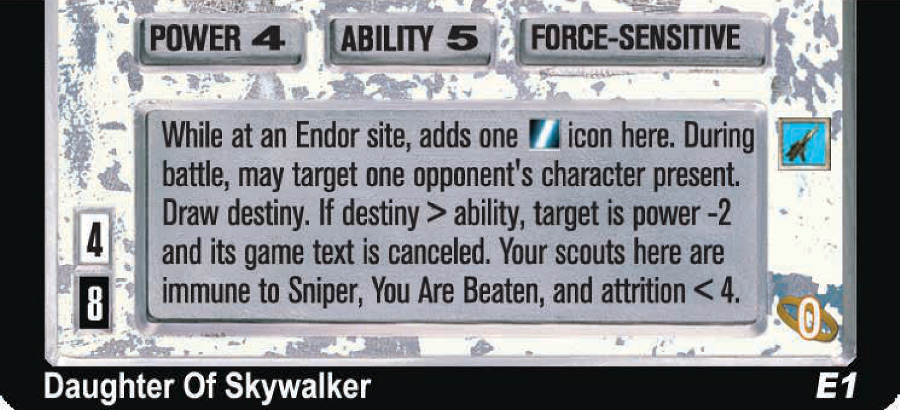 POWER 4 ABILITY 5 FORCE-SENSITIVE
While at an Endor site, adds one icon here. During
battle, may target one opponent's character present.
Draw destiny. If destiny > ability, target is power -2
and its game text is canceled. Your scouts here are
immune to Sniper, You Are Beaten, and attrition < 4.
4
8
0
Daughter Of Skywalker E1